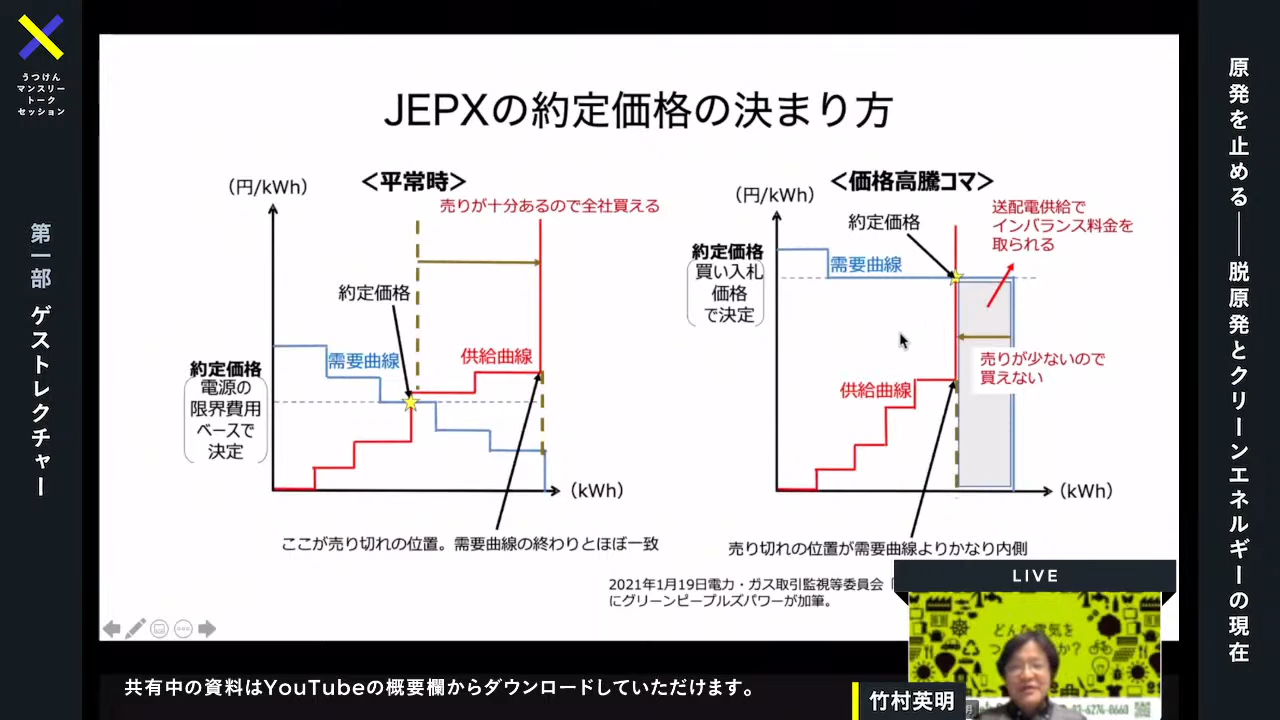 うつけん
マンスリー
トーク
セッション
第一部 ゲストレクチャー
JEPXの約定価格の決まり方
＜平常時＞
（円/kWh）
売りが十分あるので全社買える
約定価格
需要曲線
供給曲線
約定価格
電源の
限界費用
ベースで
決定
（kWh）
ここが売り切れの位置。需要曲線の終わりとほぼ一致
＜価格高騰コマ＞
（円/kWh）
約定価格
送配電供給で
インバランス料金を
取られる
約定価格
買い入札
価格
で決定
需要曲線
売りが少ないので
買えない
供給曲線
（kWh）
売り切れの位置が需要曲線よりかなり内側
2021年1月19日電力・ガス取引監視等委員会「
にグリーンピープルズパワーが加筆。
原発を止める――脱原発とクリーンエネルギーの現在
LIVE
どんな電気を
か?
竹村英明
共有中の資料はYouTubeの概要欄からダウンロードしていただけます。